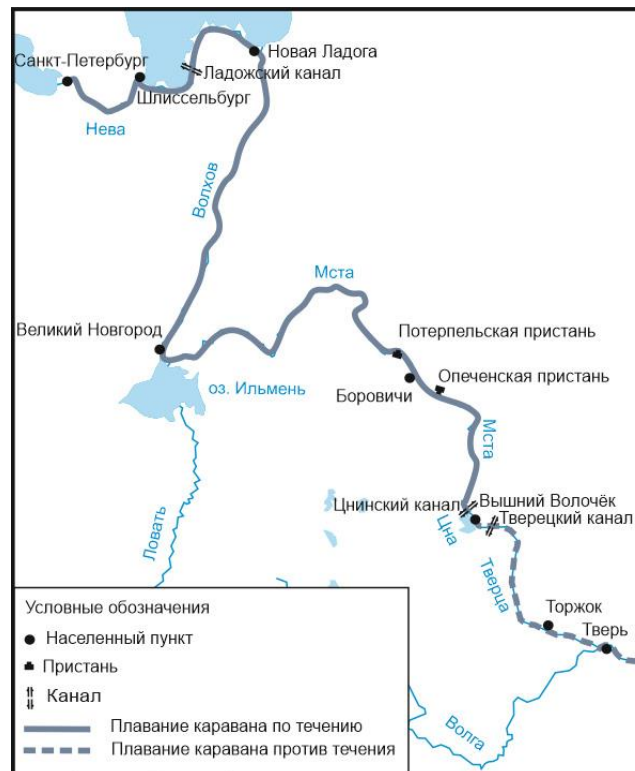 Новая Ладога
Санкт-Петербург
Ладожский канал
Шлиссельбург
Нева
Волхов
Мста
Великий Новгород
Потерпельская пристань
Опеченская пристань
оз. Ильмень
Боровичи
Мста
Цнинский канал
Вышний Волочёк
Тверецкий канал
Цна
Ловать
Тверца
Торжок
Тверь
Волга
Условные обозначения
Населенный пункт
Пристань
Канал
Плавание каравана по течению
Плавание каравана против течения